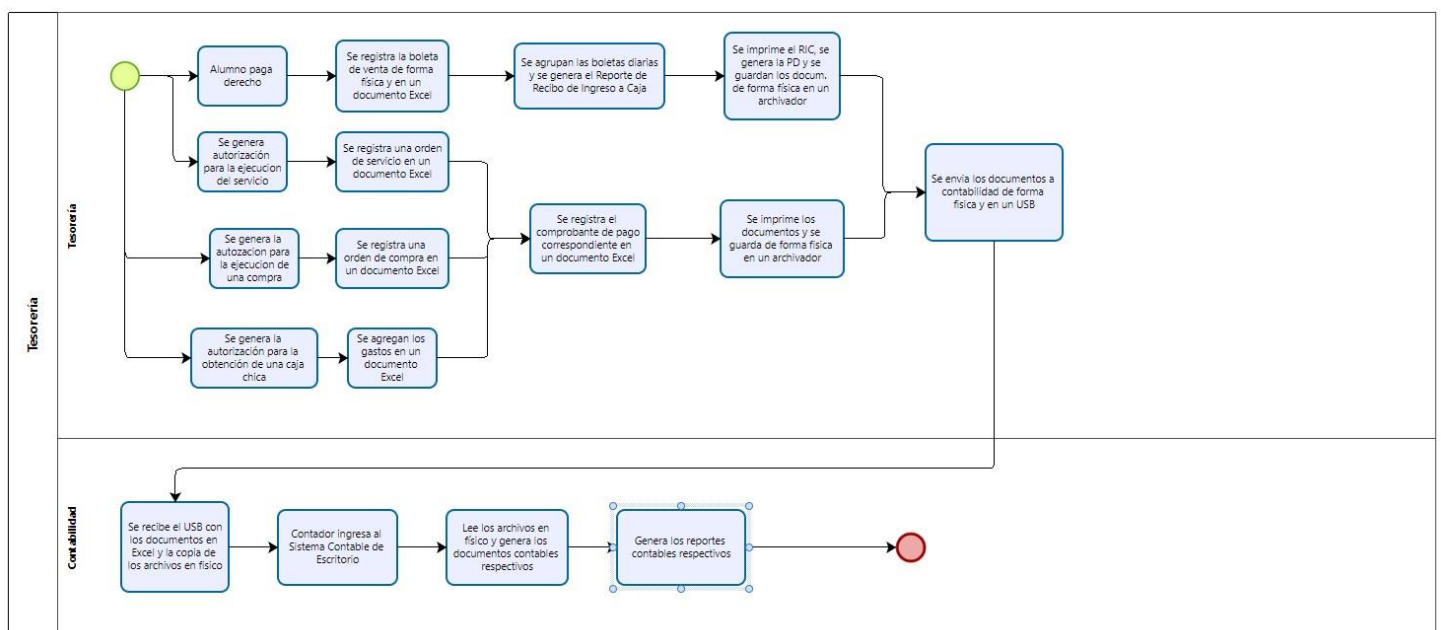 Tesorería
Tesorería
Alumno paga
derecho
Se registra la boleta
de venta de forma
física y en un
documento Excel
Se agrupan las boletas diarias
y se genera el Reporte de
Recibo de Ingreso a Caja
Se imprime el RIC, se
genera la PD y se
guardan los docum.
de forma física en un
archivador
Se genera
autorización
para la ejecucion
del servicio
Se registra una orden
de servicio en un
documento Excel
Se genera la
autozacion para
la ejecucion de
una compra
Se registra una
orden de compra en
un documento Excel
Se genera la
autorización para la
obtención de una caja
chica
Se agregan los
gastos en un
documento
Excel
Se registra el
comprobante de pago
correspondiente en
un documento Excel
Se imprime los
documentos y se
guarda de forma física
en un archivador
Se envía los documentos a
contabilidad de forma
física y en un USB
Contabilidad
Se recibe el USB con
los documentos en
Excel y la copia de
los archivos en físico
Contador ingresa al
Sistema Contable de
Escritorio
Lee los archivos en
físico y genera los
documentos contables
respectivos
Genera los reportes
contables respectivos